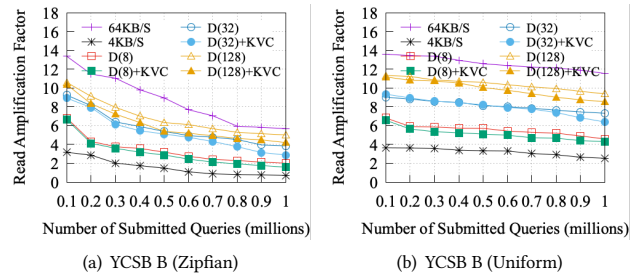 Read Amplification Factor
18
16
14
12
10
8
6
4
2
0
64KB/S
4KB/S
D(8)
D(8)+KVC
D(32)
D(32)+KVC
D(128)
D(128)+KVC
0.1 0.2 0.3 0.4 0.5 0.6 0.7 0.8 0.9 1
Number of Submitted Queries (millions)
(a) YCSB B (Zipfian)
Read Amplification Factor
18
16
14
12
10
8
6
4
2
0
64KB/S
4KB/S
D(8)
D(8)+KVC
D(32)
D(32)+KVC
D(128)
D(128)+KVC
0.1 0.2 0.3 0.4 0.5 0.6 0.7 0.8 0.9 1
Number of Submitted Queries (millions)
(b) YCSB B (Uniform)